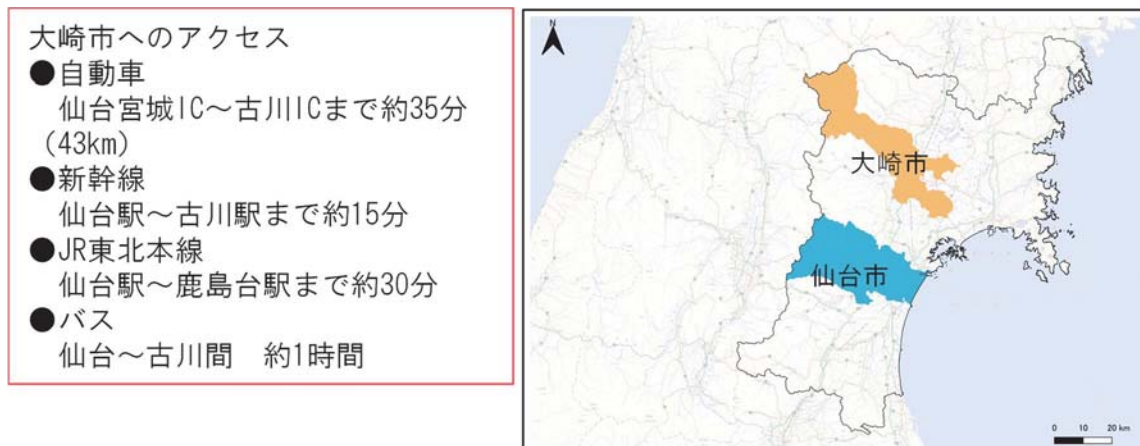 大崎市へのアクセス
●自動車
仙台宮城IC～古川ICまで約35分
(43km)
●新幹線
仙台駅～古川駅まで約15分
●JR東北本線
仙台駅～鹿島台駅まで約30分
●バス
仙台～古川間　約1時間
N
大崎市
仙台市
0 10 20 km